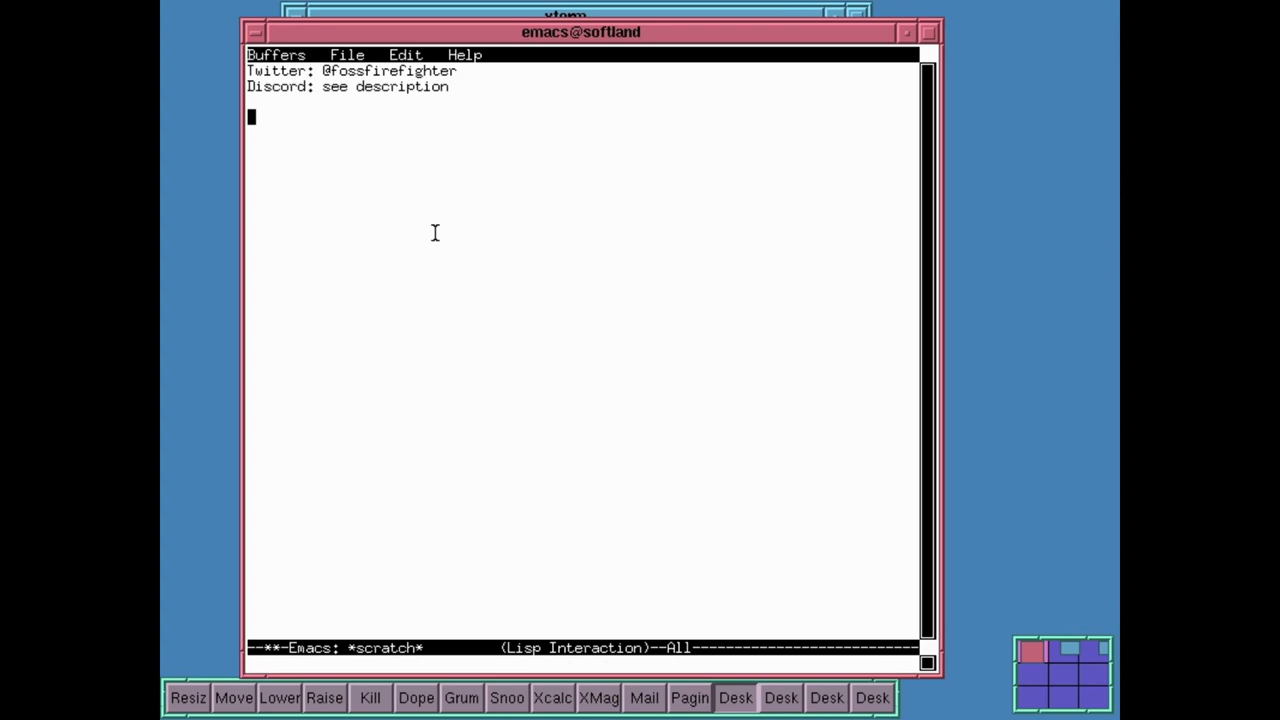 xterm
emacs@softland
Buffers File Edit Help
Twitter: @fossfirefighter
Discord: see description
--**-Emacs: *scratch* (Lisp Interaction)--All--------------------------------
Resiz Move Lower Raise Kill Dope Grum Snoo Xcalc XMag Mail Pagin Desk Desk Desk Desk